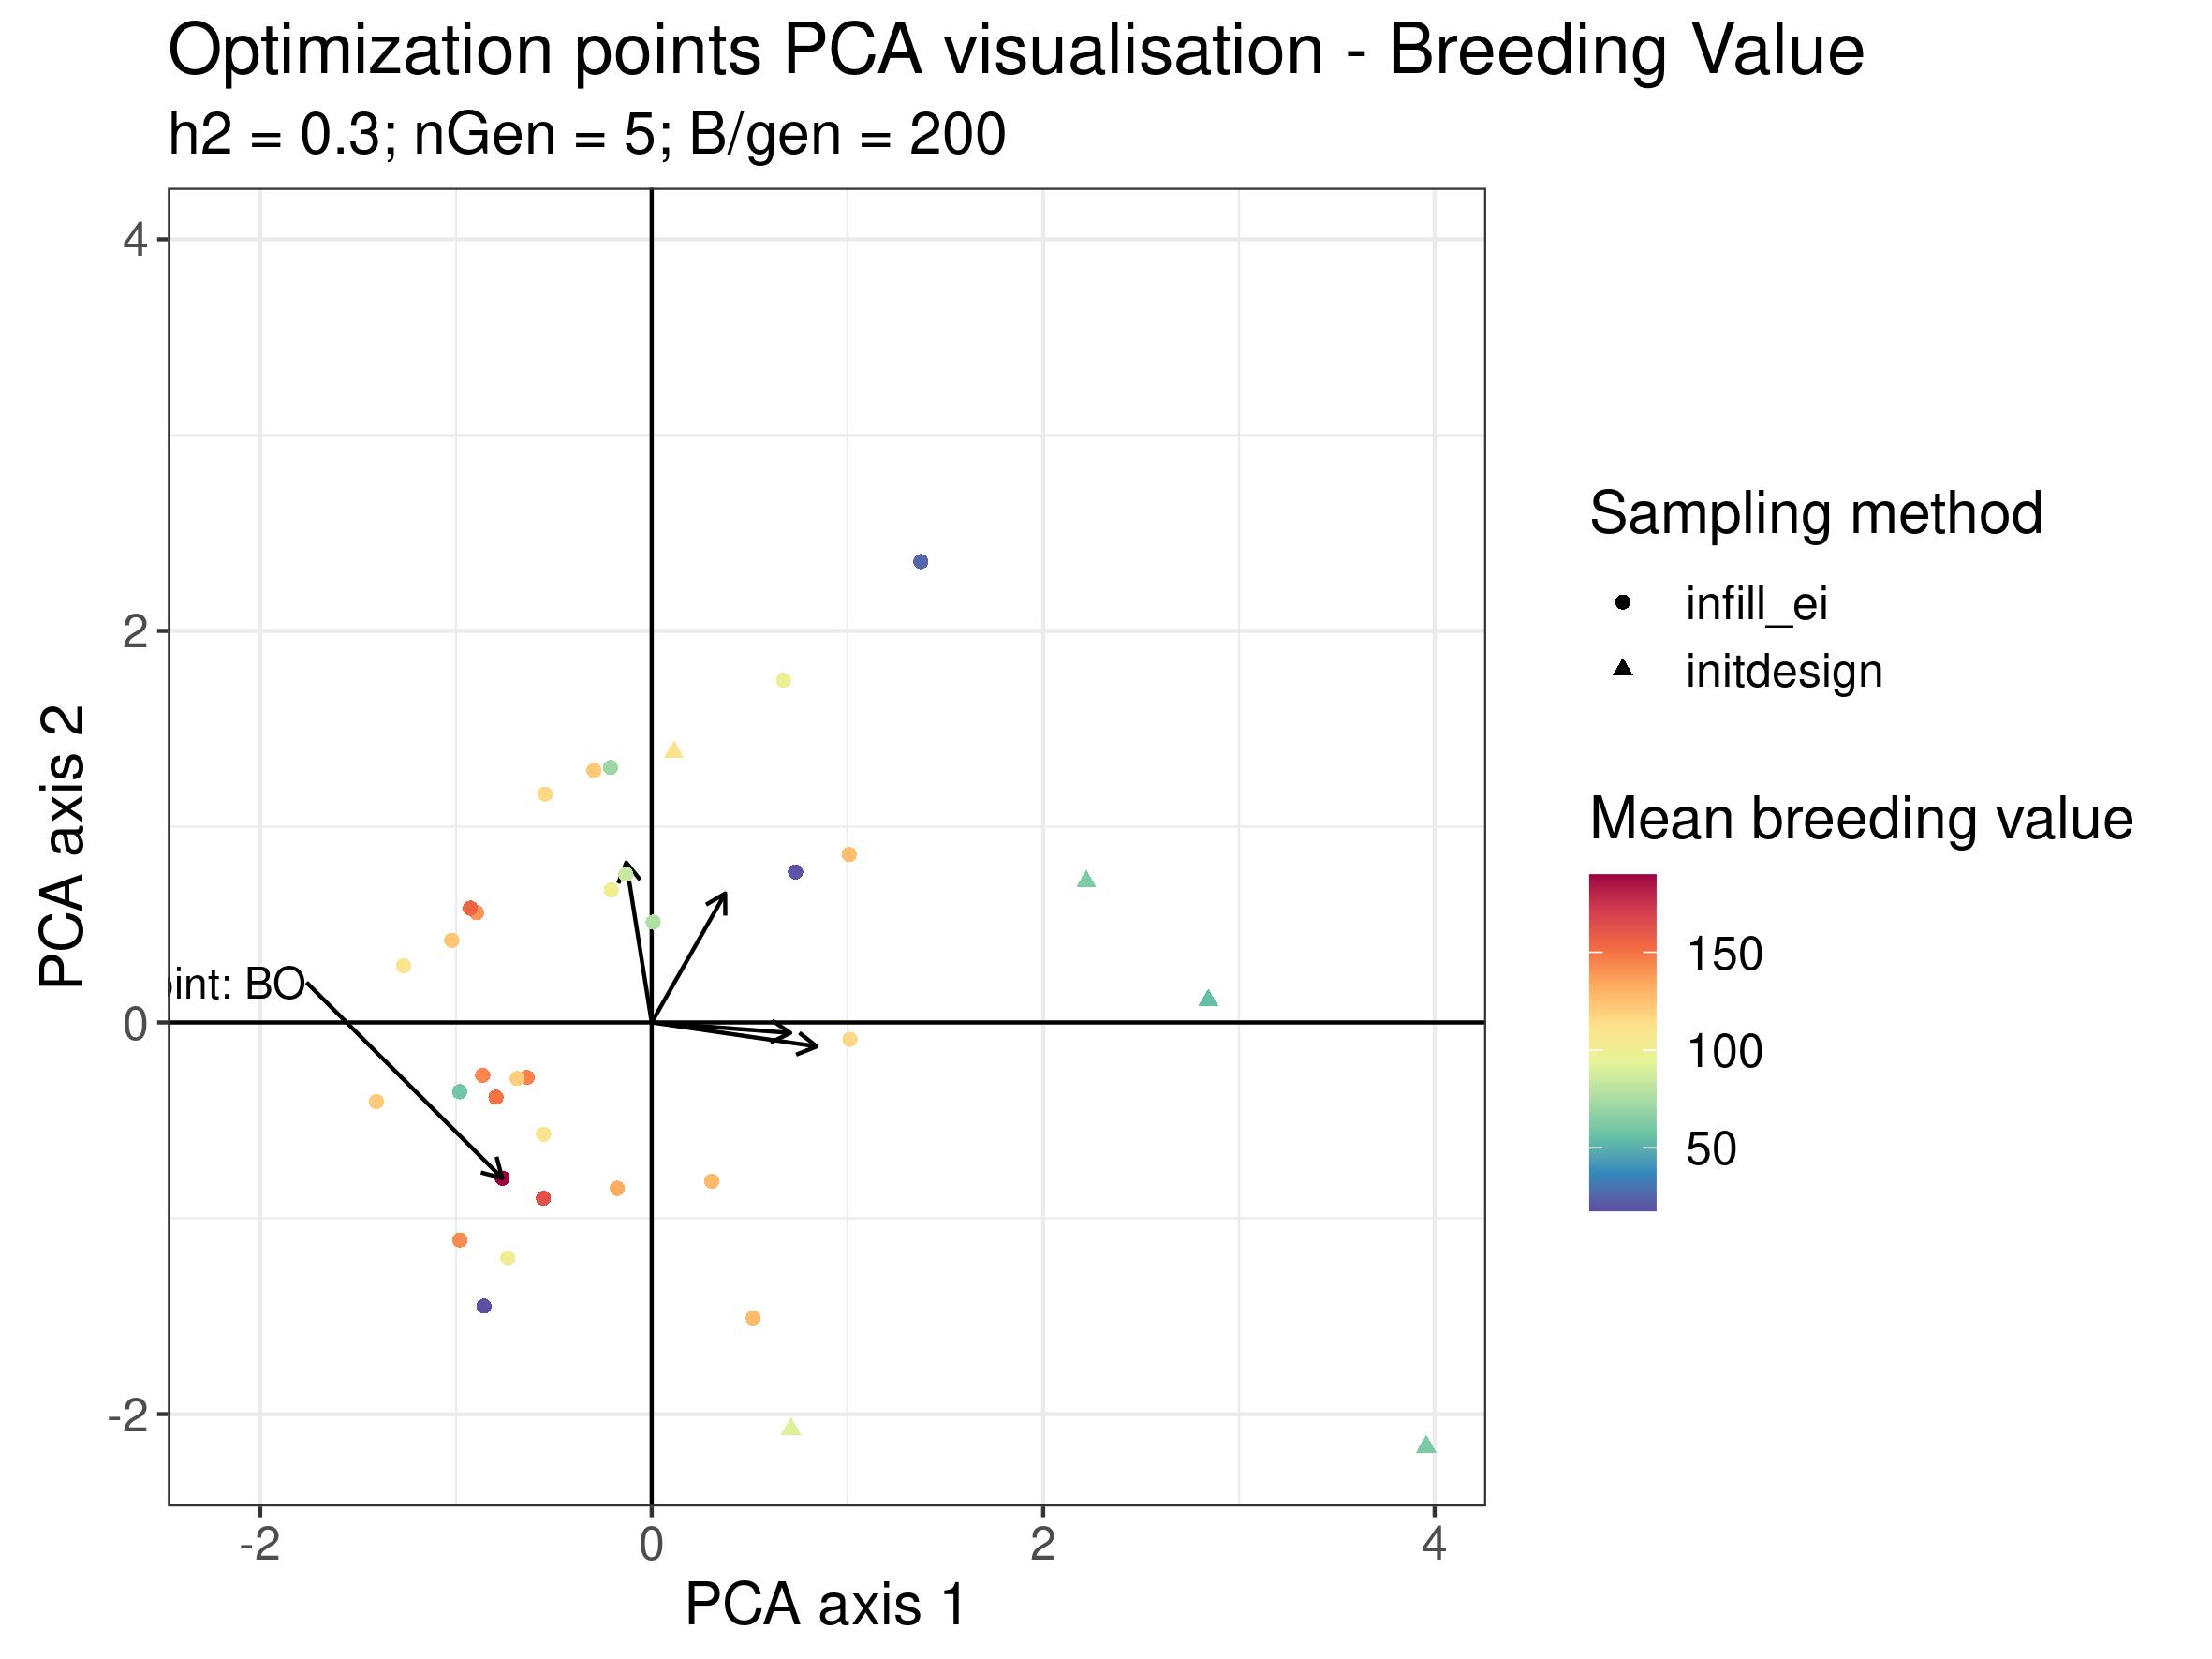 Optimization points PCA visualisation - Breeding Value
h2 = 0.3; nGen = 5; B/gen = 200
PCA axis 2
4
2
0
-2
int: BO
-2
0
2
4
PCA axis 1
Sampling method
infill_ei
initdesign
Mean breeding value
150
100
50